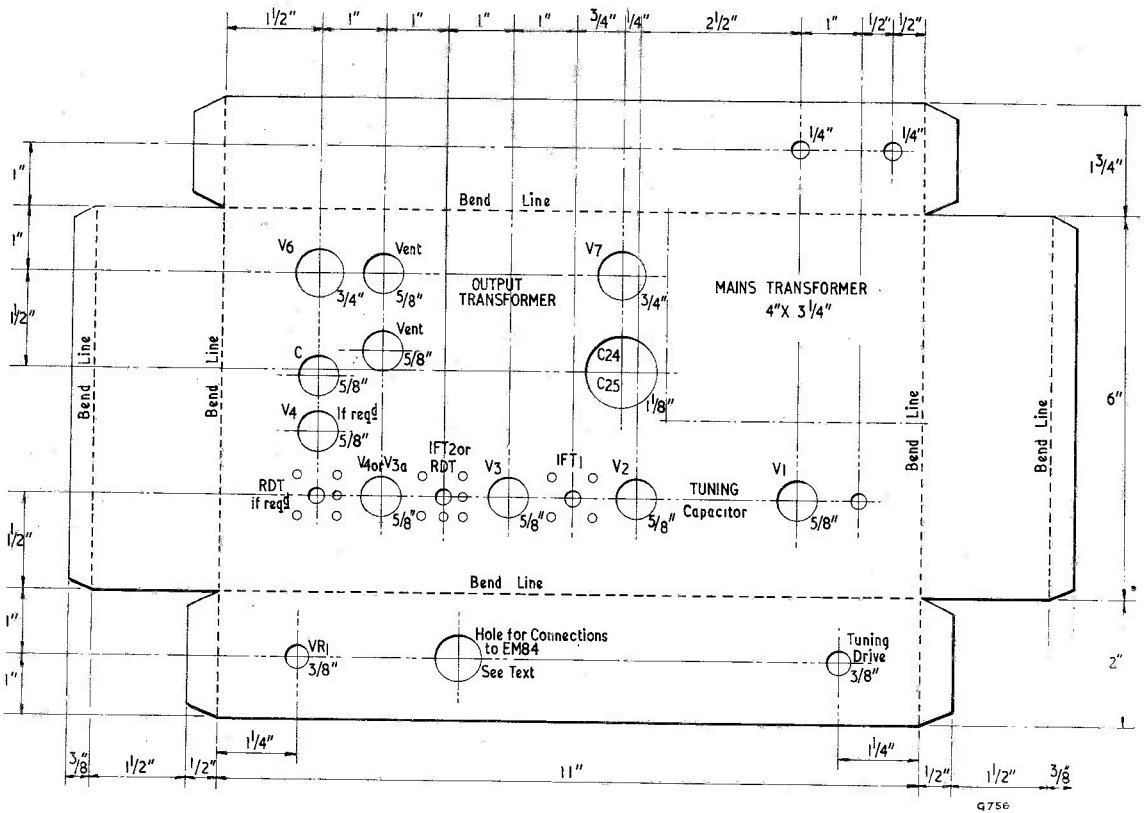 1 1/2" 1" 1" 1" 1" 3/4" 1/4" 2 1/2" 1" 1/2" 1/2"
1/4" 1/4"
1" 1 3/4"
Bend Line
1"
V6 Vent V7
3/4" 5/8" 3/4"
OUTPUT
TRANSFORMER
MAINS TRANSFORMER
4" X 3 1/4"
1 1/2"
Vent
5/8"
C
5/8"
C24
C25
1 1/8"
Bend Line
Bend Line
Bend Line
Bend Line
6"
V4 If reqd
5/8"
RDT
if reqd
V4 or V3a
5/8"
IFT2 or
RDT
V3
5/8"
IFT1
V2
5/8"
TUNING
Capacitor
V1
5/8"
1 1/2"
Bend Line
1"
VR1
3/8"
Hole for Connections
to EM84
See Text
Tuning
Drive
3/8"
2"
1"
1 1/4" 1 1/4"
3/8" 1 1/2" 1/2" 11" 1/2" 1 1/2" 3/8"
G756